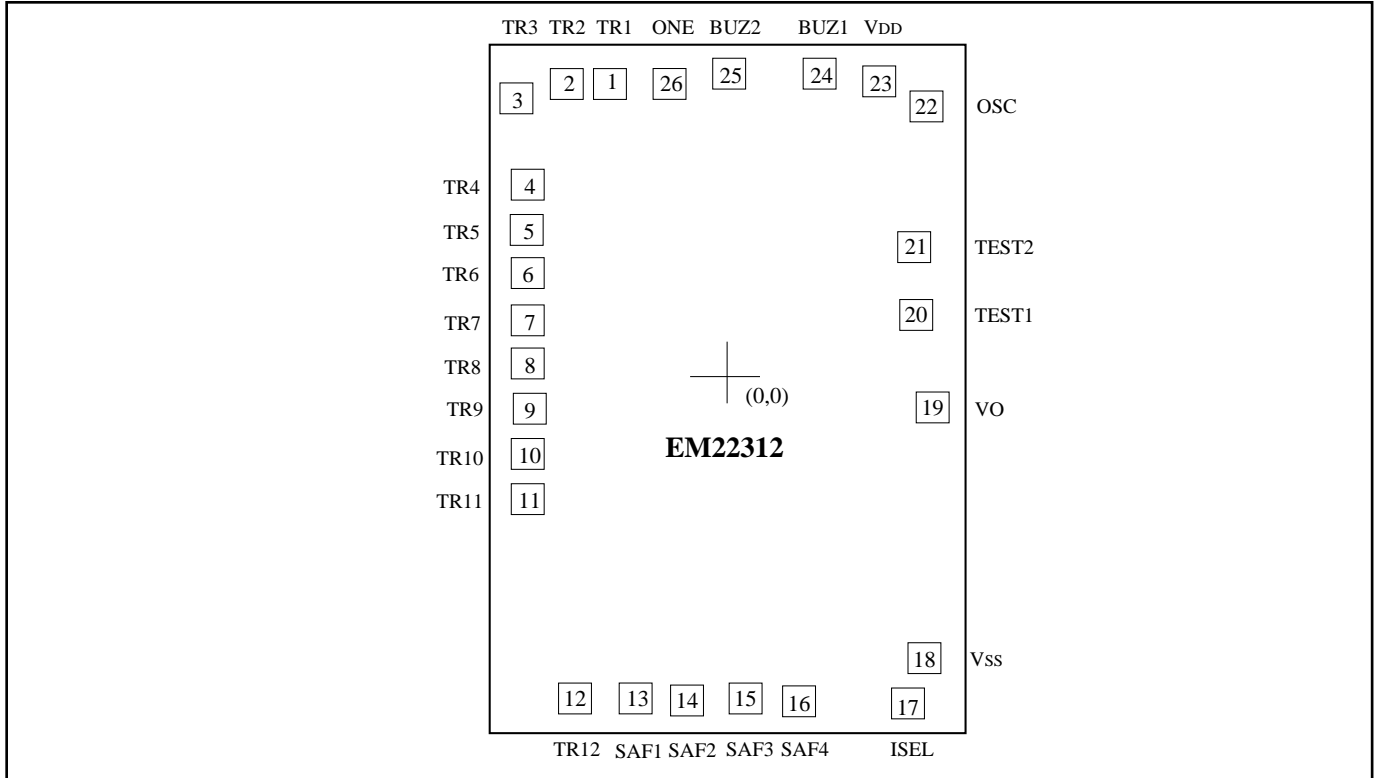 TR3 TR2 TR1 ONE BUZ2 BUZ1 VDD
3 2 1 26 25 24 23 22 OSC
TR4 4
TR5 5 21 TEST2
TR6 6
TR7 7 20 TEST1
TR8 8
(0,0)
TR9 9 19 VO
TR10 10 EM22312
TR11 11
18 VSS
12 13 14 15 16 17
TR12 SAF1 SAF2 SAF3 SAF4 ISEL